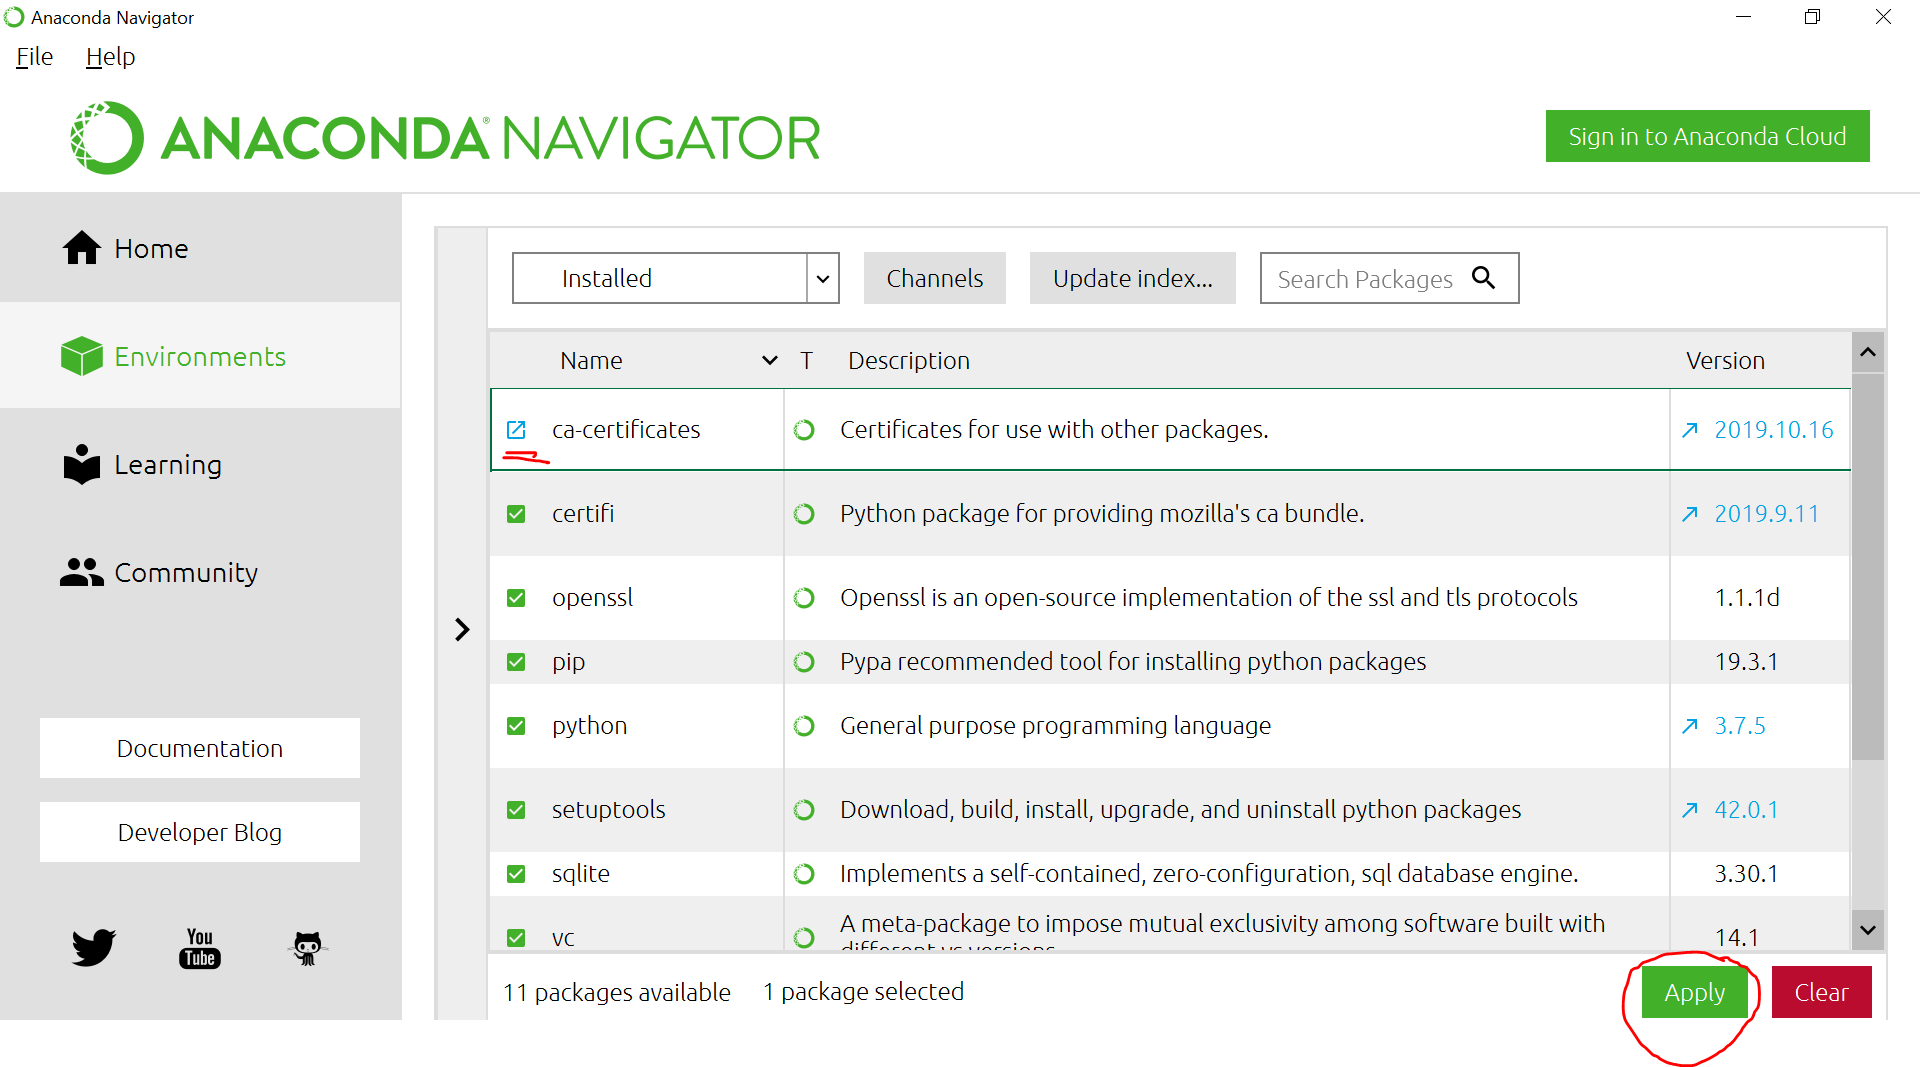 Anaconda Navigator
File Help
ANACONDA® NAVIGATOR
Sign in to Anaconda Cloud
Home
Environments
Learning
Community
Documentation
Developer Blog
You
Tube
Installed Channels Update index... Search Packages
Name T Description Version
ca-certificates Certificates for use with other packages. 2019.10.16
certifi Python package for providing mozilla's ca bundle. 2019.9.11
openssl Openssl is an open-source implementation of the ssl and tls protocols 1.1.1d
pip Pypa recommended tool for installing python packages 19.3.1
python General purpose programming language 3.7.5
setuptools Download, build, install, upgrade, and uninstall python packages 42.0.1
sqlite Implements a self-contained, zero-configuration, sql database engine. 3.30.1
vc A meta-package to impose mutual exclusivity among software built with 14.1
different vs versions
11 packages available 1 package selected Apply Clear